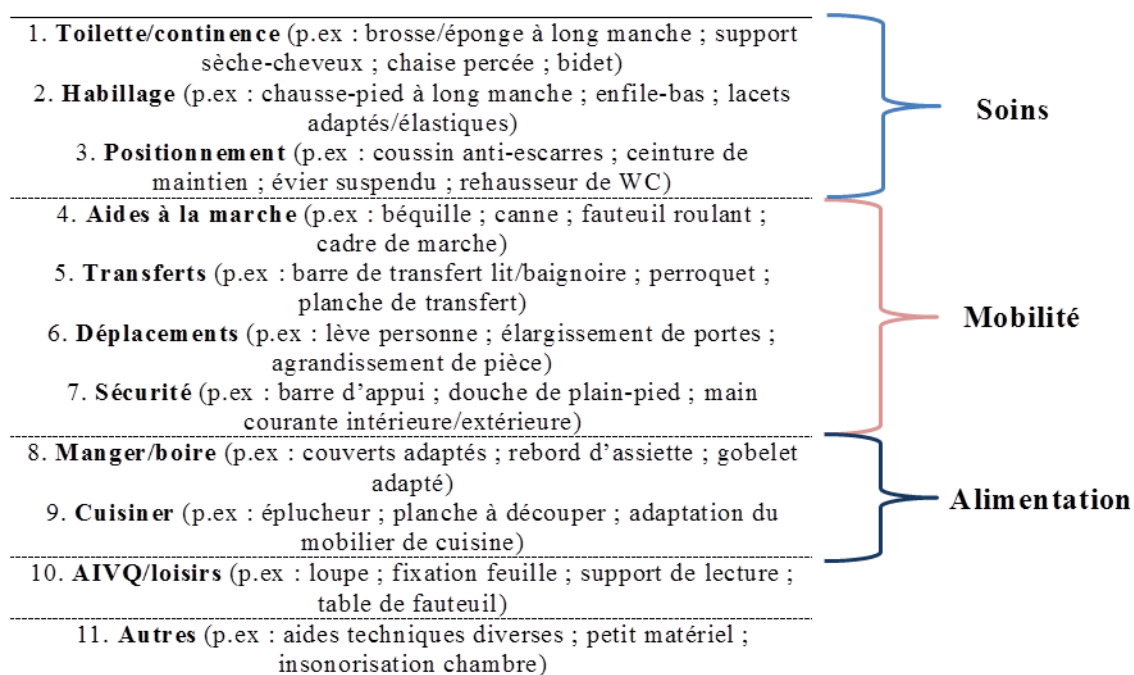 1. Toilette/continence (p.ex : brosse/éponge à long manche ; support
sèche-cheveux ; chaise percée ; bidet)
2. Habillage (p.ex : chausse-pied à long manche ; enfile-bas ; lacets
adaptés/élastiques)
3. Positionnement (p.ex : coussin anti-escarres ; ceinture de
maintien ; évier suspendu ; rehausseur de WC)
Soins
4. Aides à la marche (p.ex : béquille ; canne ; fauteuil roulant ;
cadre de marche)
5. Transferts (p.ex : barre de transfert lit/baignoire ; perroquet ;
planche de transfert)
6. Déplacements (p.ex : lève personne ; élargissement de portes ;
agrandissement de pièce)
7. Sécurité (p.ex : barre d'appui ; douche de plain-pied ; main
courante intérieure/extérieure)
Mobilité
8. Manger/boire (p.ex : couverts adaptés ; rebord d'assiette ; gobelet
adapté)
9. Cuisiner (p.ex : éplucheur ; planche à découper ; adaptation du
mobilier de cuisine)
Alimentation
10. AIVQ/loisirs (p.ex : loupe ; fixation feuille ; support de lecture ;
table de fauteuil)
11. Autres (p.ex : aides techniques diverses ; petit matériel ;
insonorisation chambre)